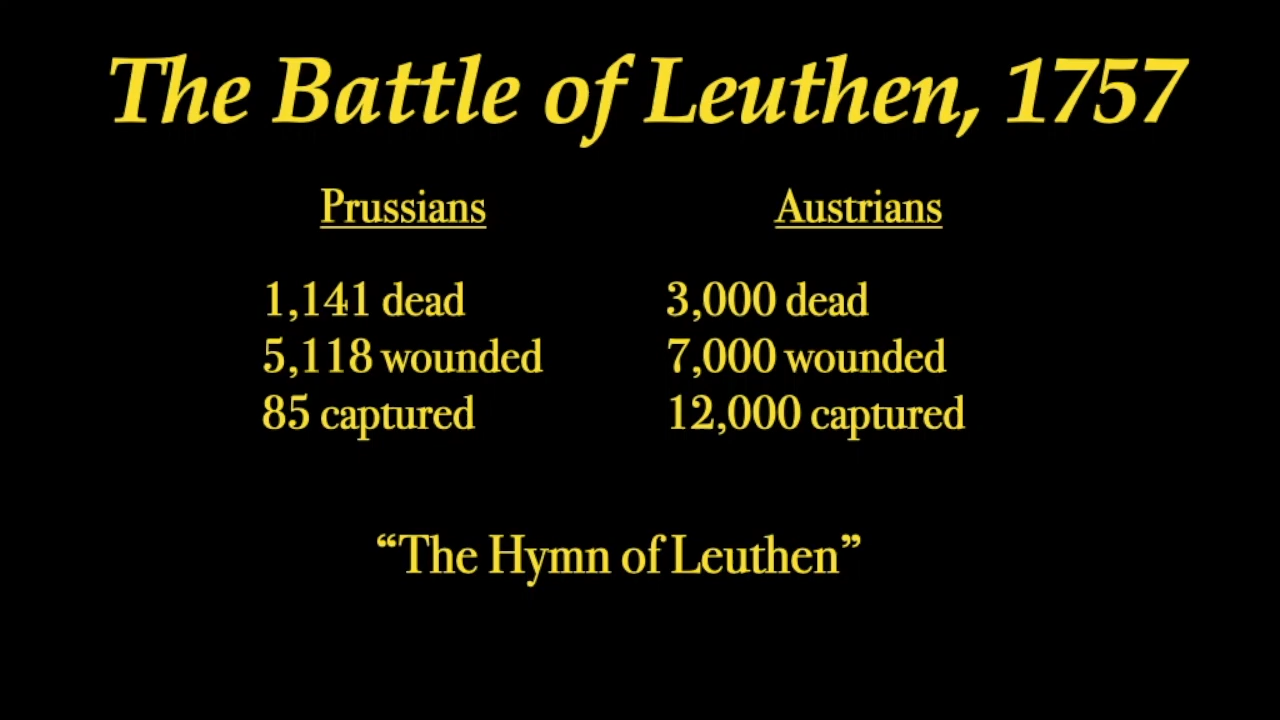 The Battle of Leuthen, 1757
Prussians
1,141 dead
5,118 wounded
85 captured
Austrians
3,000 dead
7,000 wounded
12,000 captured
“The Hymn of Leuthen”